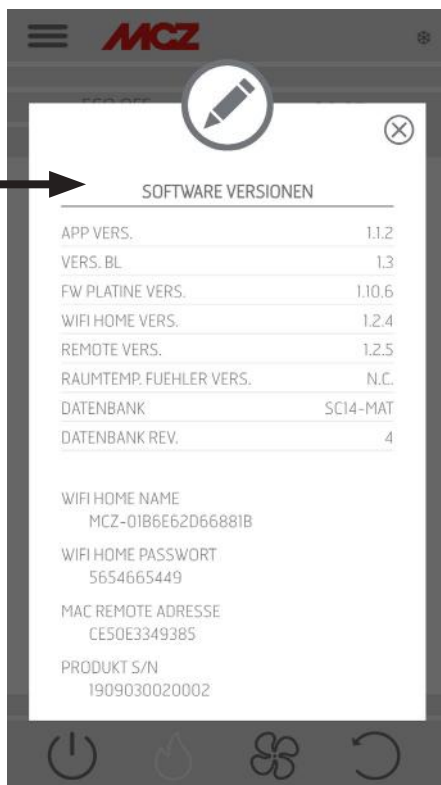 MCZ
SOFTWARE VERSIONEN
APP VERS. 1.1.2
VERS. BL 1.3
FW PLATINE VERS. 1.10.6
WIFI HOME VERS. 1.2.4
REMOTE VERS. 1.2.5
RAUMTEMP. FUEHLER VERS. N.C.
DATENBANK SC14-MAT
DATENBANK REV. 4
WIFI HOME NAME
MCZ-01B6E62D66881B
WIFI HOME PASSWORT
5654665449
MAC REMOTE ADRESSE
CE50E3349385
PRODUKT S/N
1909030020002